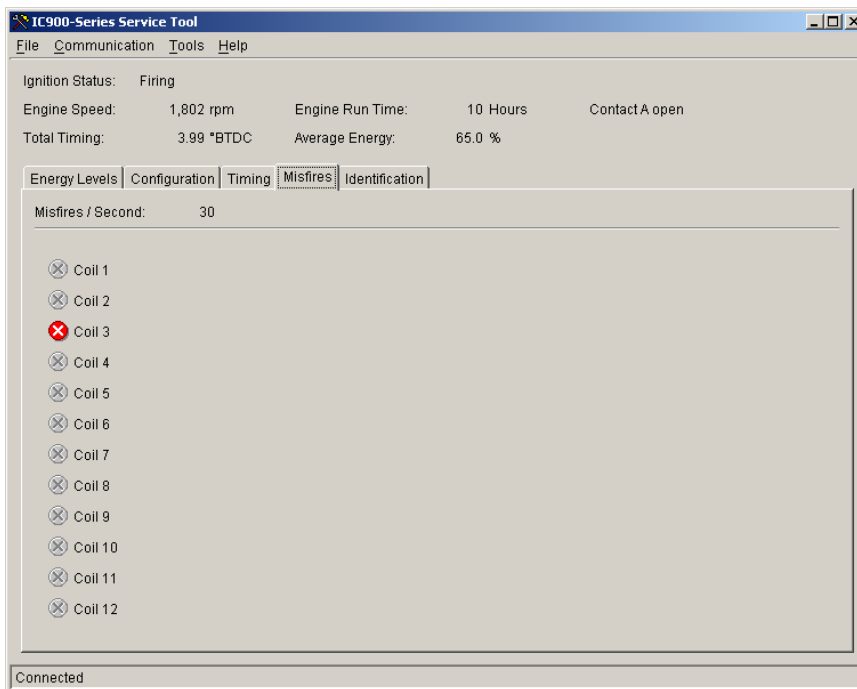 IC900-Series Service Tool
File Communication Tools Help
Ignition Status: Firing
Engine Speed: 1,802 rpm Engine Run Time: 10 Hours Contact A open
Total Timing: 3.99 °BTDC Average Energy: 65.0 %
Energy Levels Configuration Timing Misfires Identification
Misfires / Second: 30
Coil 1
Coil 2
Coil 3
Coil 4
Coil 5
Coil 6
Coil 7
Coil 8
Coil 9
Coil 10
Coil 11
Coil 12
Connected